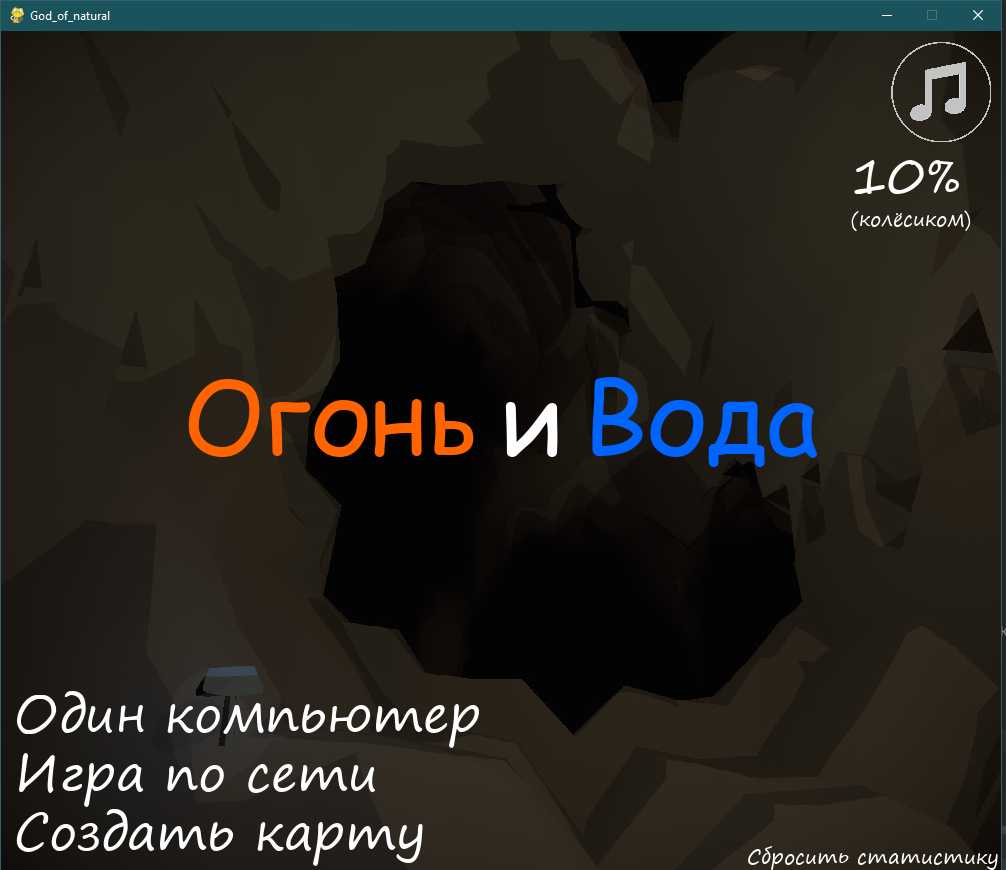 God_of_natural
10%
(колёсиком)
Огонь и Вода
Один компьютер
Игра по сети
Создать карту
Сбросить статистику